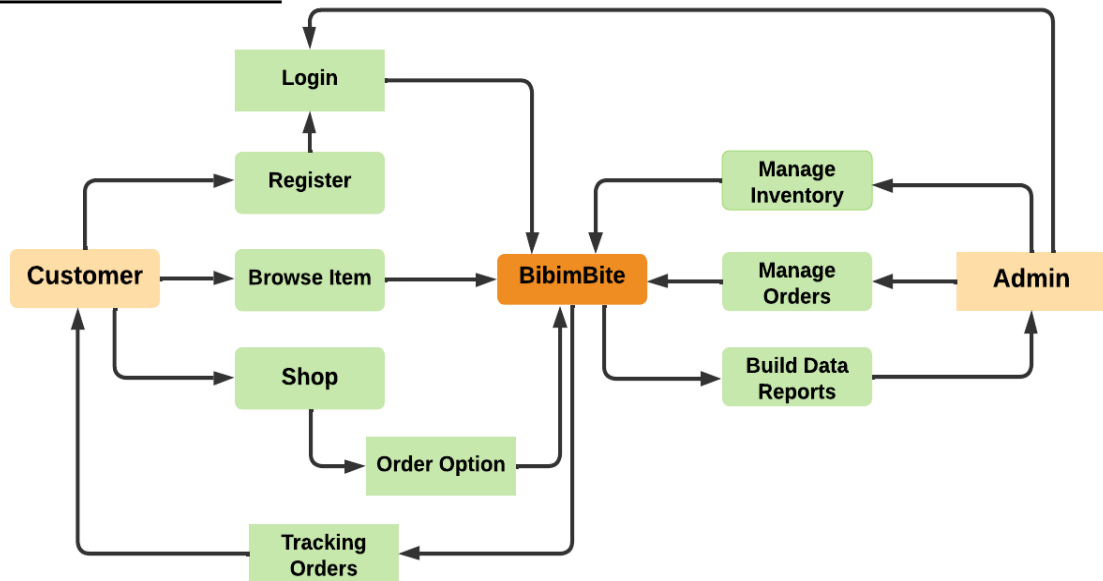 Login
Register
Manage
Inventory
Customer
Browse Item
BibimBite
Manage
Orders
Admin
Shop
Build Data
Reports
Order Option
Tracking
Orders